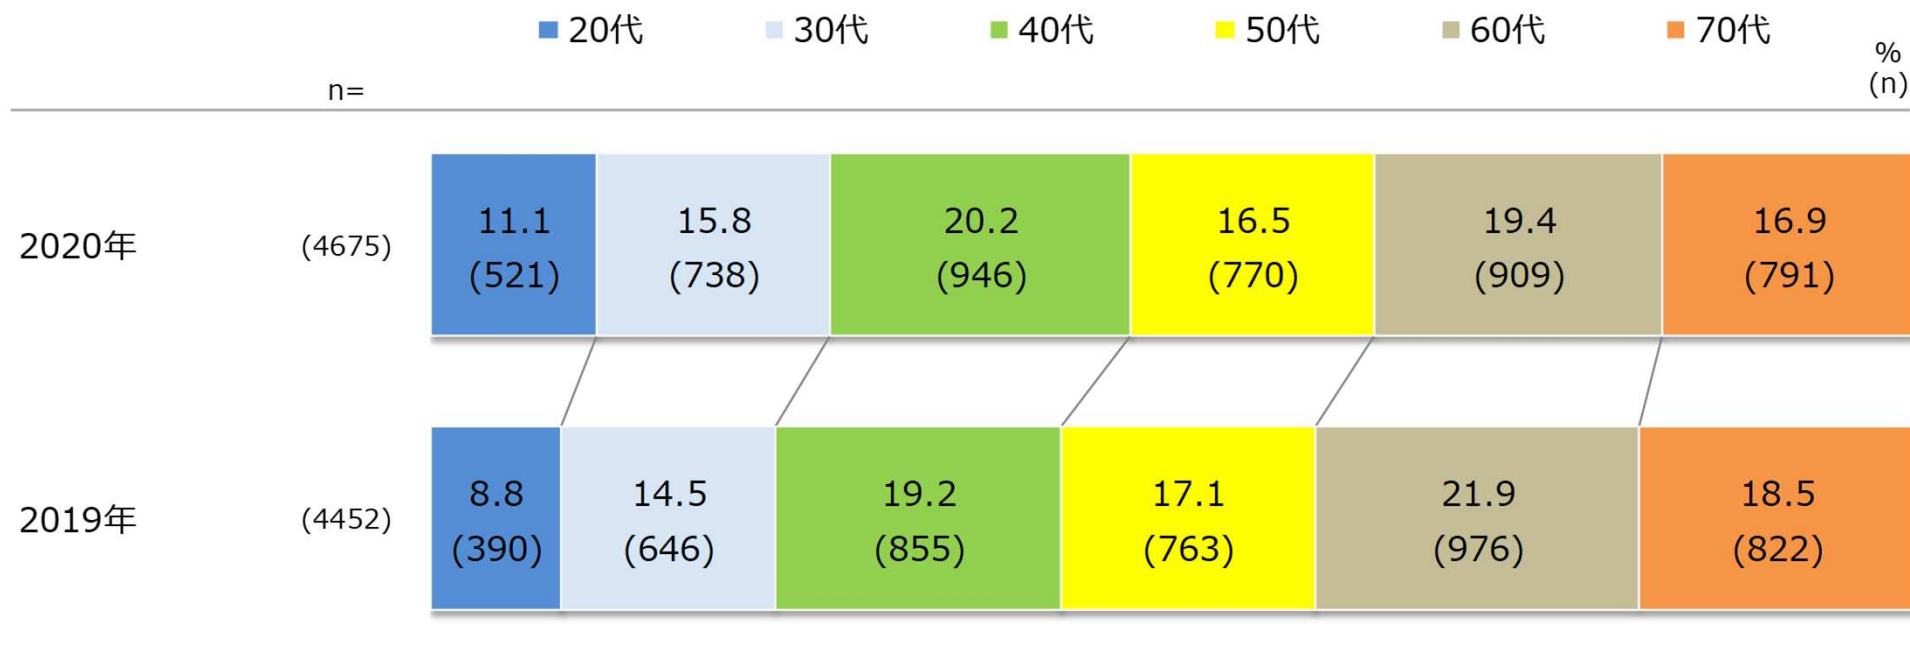 20代 30代 40代 50代 60代 70代
%
n= (n)
11.1 15.8 20.2 16.5 19.4 16.9
2020年 (4675)
(521) (738) (946) (770) (909) (791)
8.8 14.5 19.2 17.1 21.9 18.5
2019年 (4452)
(390) (646) (855) (763) (976) (822)